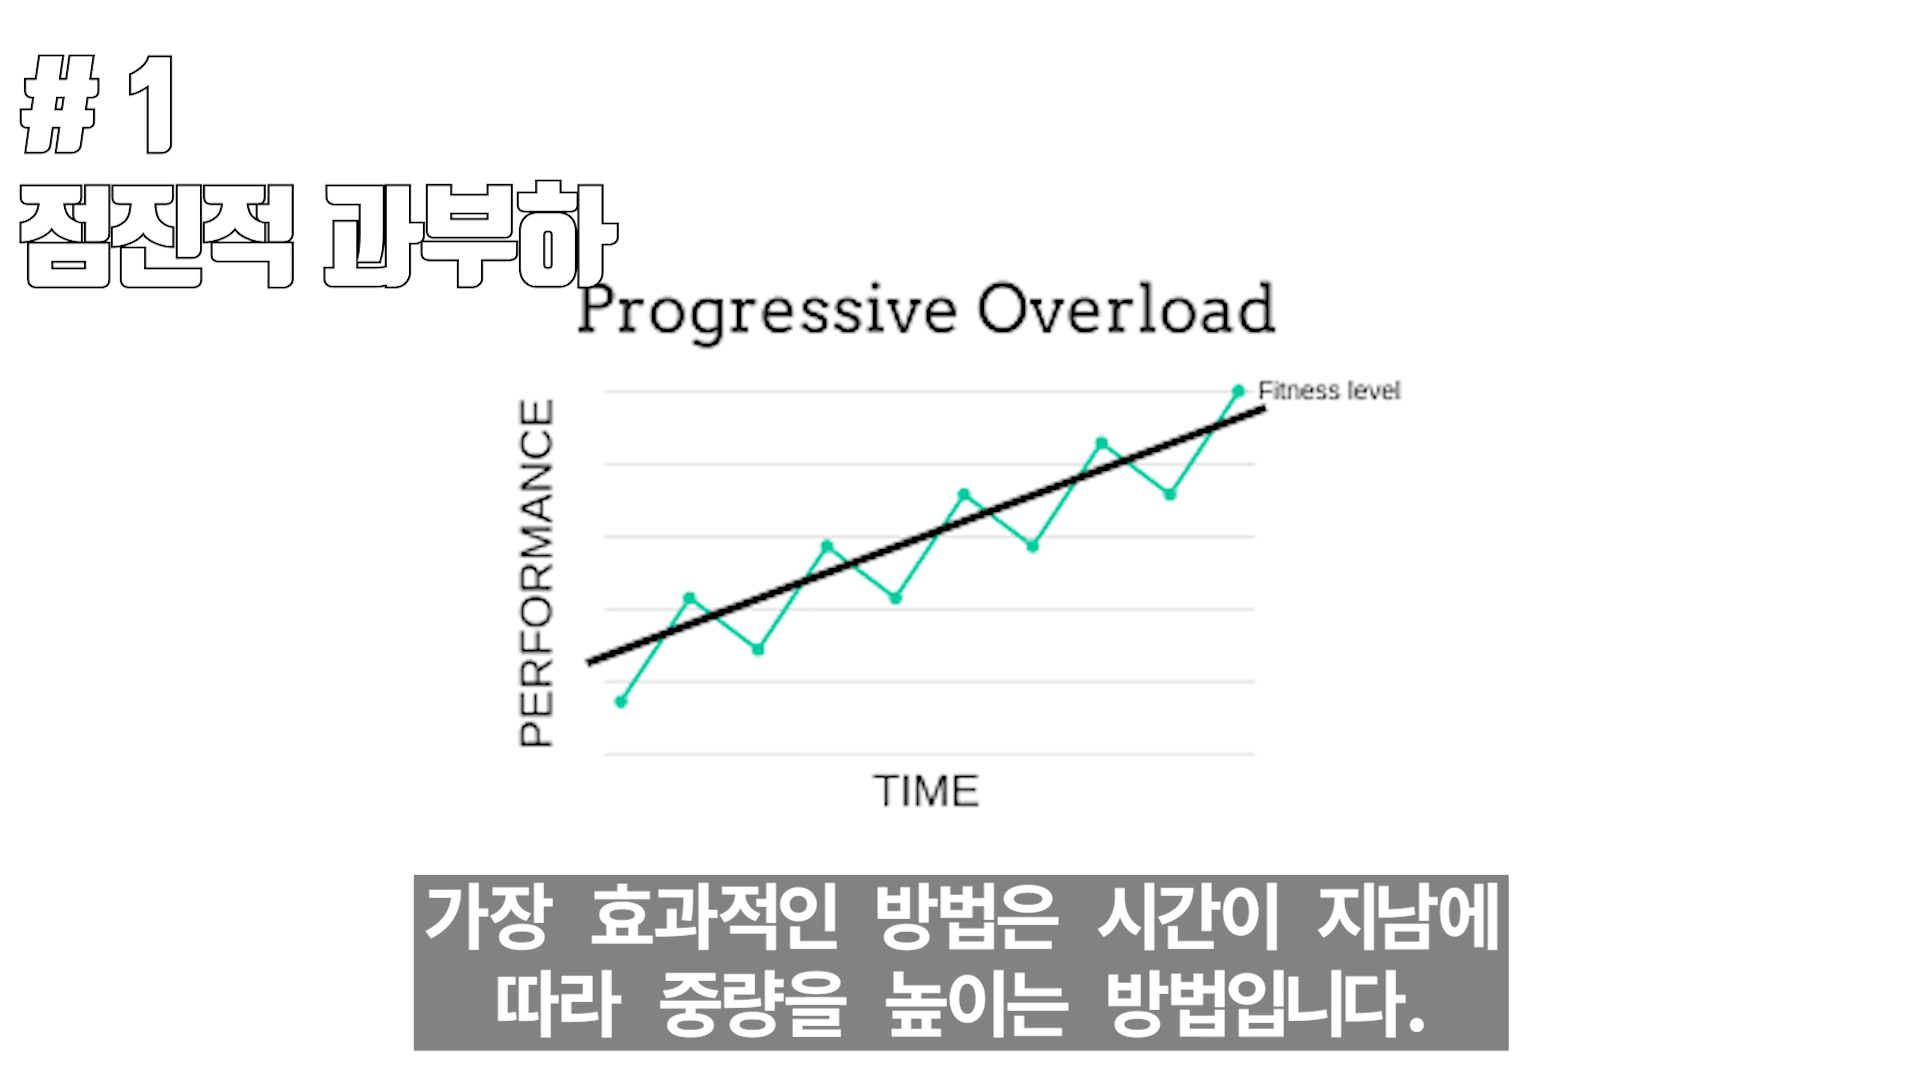 # 1
점진적 과부하
Progressive Overload
Fitness level
PERFORMANCE
TIME
가장 효과적인 방법은 시간이 지남에
따라 중량을 높이는 방법입니다.